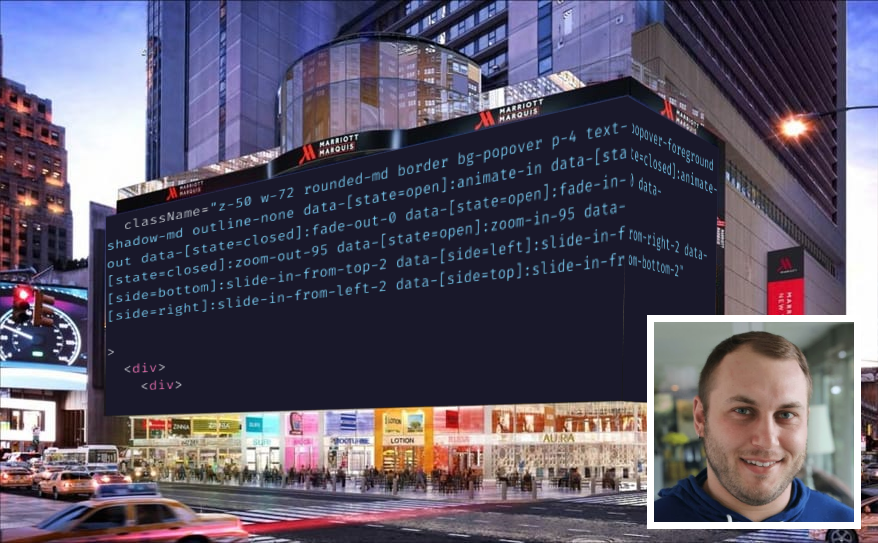 MARRIOTT
MARQUIS
MARRIOTT
MARQUIS
MARRIOTT
MARQUIS
MARRIOTT
MARQUIS
className="z-50 w-72 rounded-md border bg-popover p-4 text-popover-foreground
shadow-md outline-none data-[state=open]:animate-in data-[state=closed]:animate-
out data-[state=closed]:fade-out-0 data-[state=open]:fade-in-0 data-
[state=closed]:zoom-out-95 data-[state=open]:zoom-in-95 data-
[side=bottom]:slide-in-from-top-2 data-[side=left]:slide-in-from-right-2 data-
[side=right]:slide-in-from-left-2 data-[side=top]:slide-in-from-bottom-2"
>
<div>
<div>
MARR
NEW
ZINNIA
LOTION
AURA